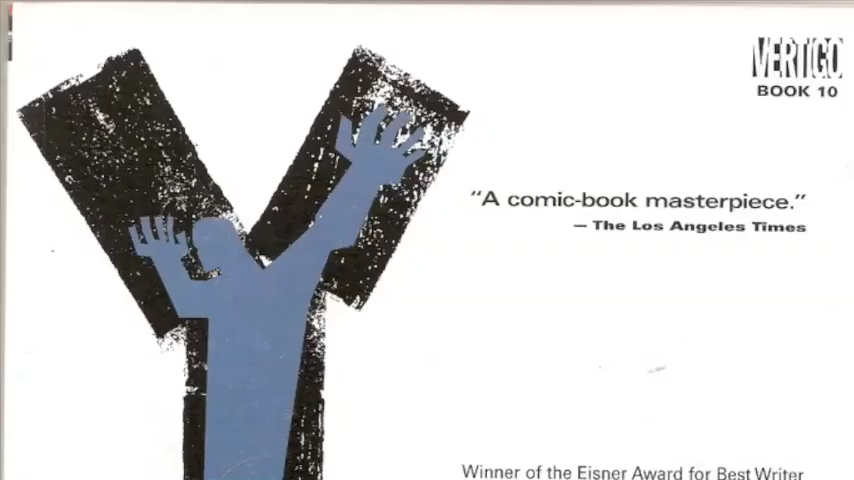 Y
VERTIGO
BOOK 10
"A comic-book masterpiece."
— The Los Angeles Times
Winner of the Eisner Award for Best Writer